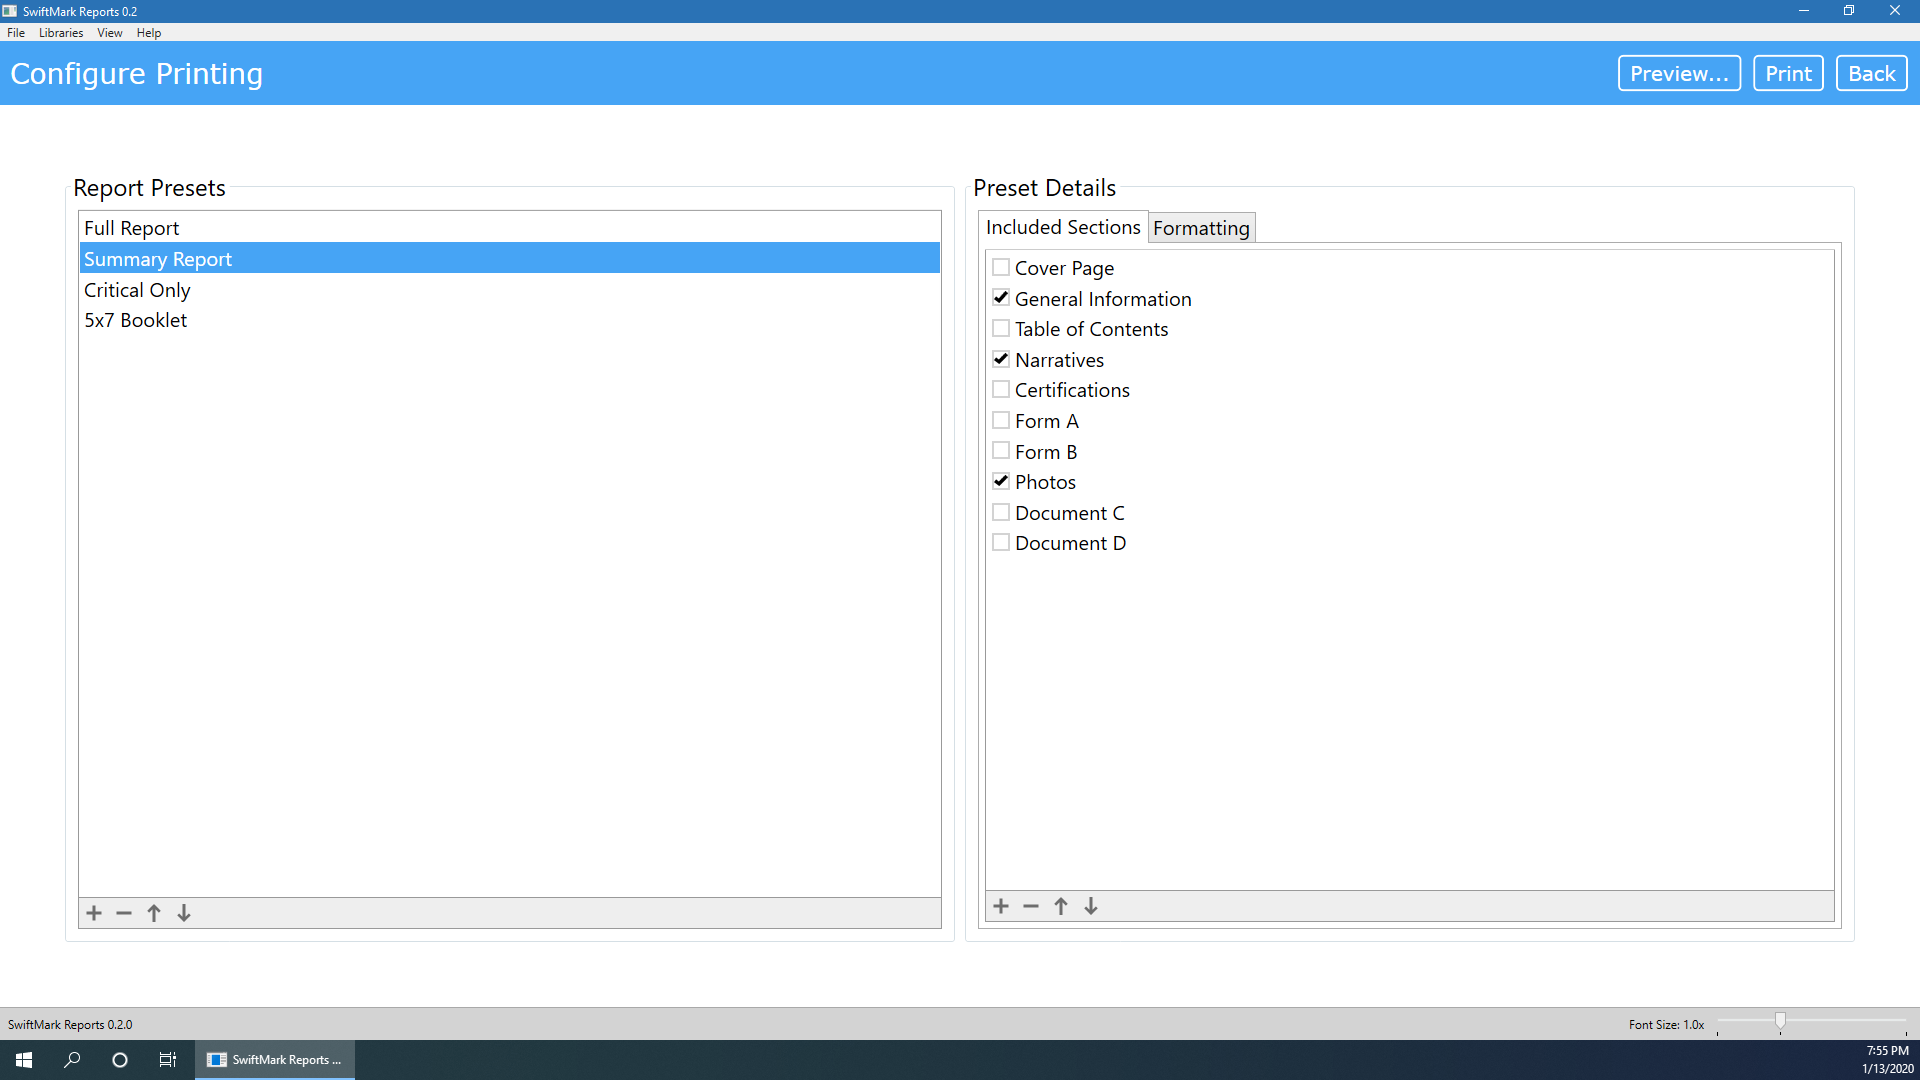 SwiftMark Reports 0.2
File Libraries View Help
Configure Printing
Preview... Print Back
Report Presets
Full Report
Summary Report
Critical Only
5x7 Booklet
Preset Details
Included Sections Formatting
Cover Page
General Information
Table of Contents
Narratives
Certifications
Form A
Form B
Photos
Document C
Document D
SwiftMark Reports 0.2.0
Font Size: 1.0x
SwiftMark Reports ...
7:55 PM
1/13/2020